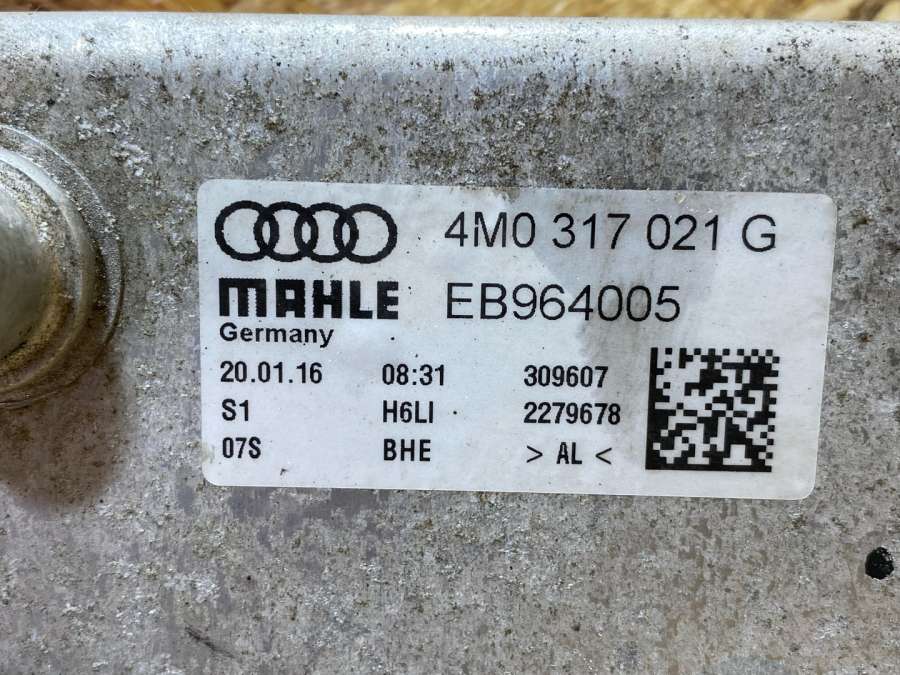 4M0 317 021 G
MAHLE EB964005
Germany
20.01.16 08:31 309607
S1 H6LI 2279678
07S BHE > AL <